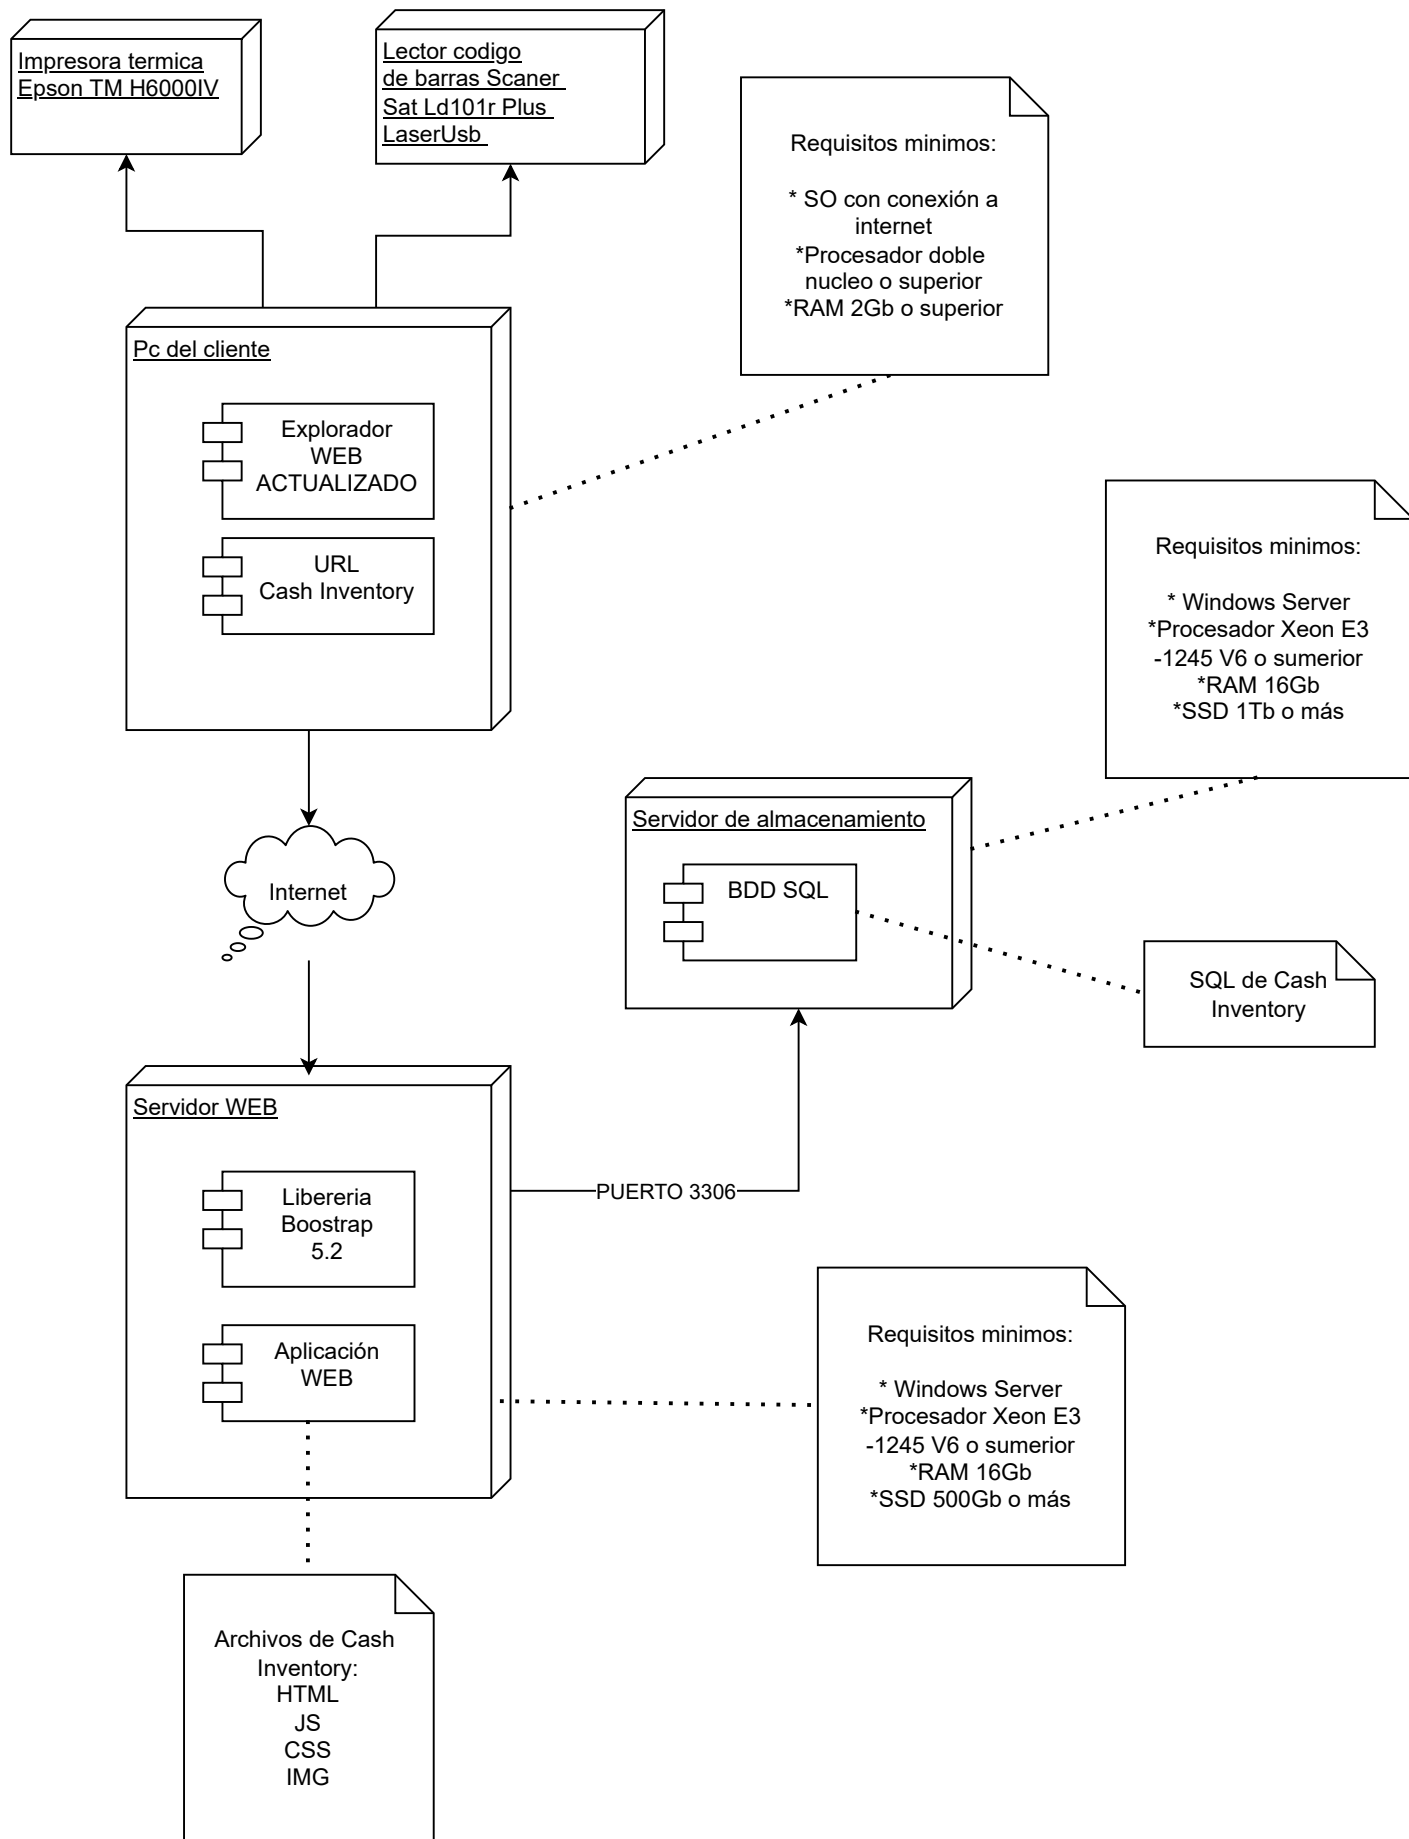 Impresora termica
Epson TM H6000IV
Lector codigo
de barras Scaner
Sat Ld101r Plus
LaserUsb
Requisitos minimos:
* SO con conexión a
internet
*Procesador doble
nucleo o superior
*RAM 2Gb o superior
Pc del cliente
Explorador
WEB
ACTUALIZADO
URL
Cash Inventory
Requisitos minimos:
* Windows Server
*Procesador Xeon E3
-1245 V6 o sumerior
*RAM 16Gb
*SSD 1Tb o más
Servidor de almacenamiento
BDD SQL
Internet
SQL de Cash
Inventory
Servidor WEB
Libereria
Boostrap
5.2
PUERTO 3306
Aplicación
WEB
Requisitos minimos:
* Windows Server
*Procesador Xeon E3
-1245 V6 o sumerior
*RAM 16Gb
*SSD 500Gb o más
Archivos de Cash
Inventory:
HTML
JS
CSS
IMG